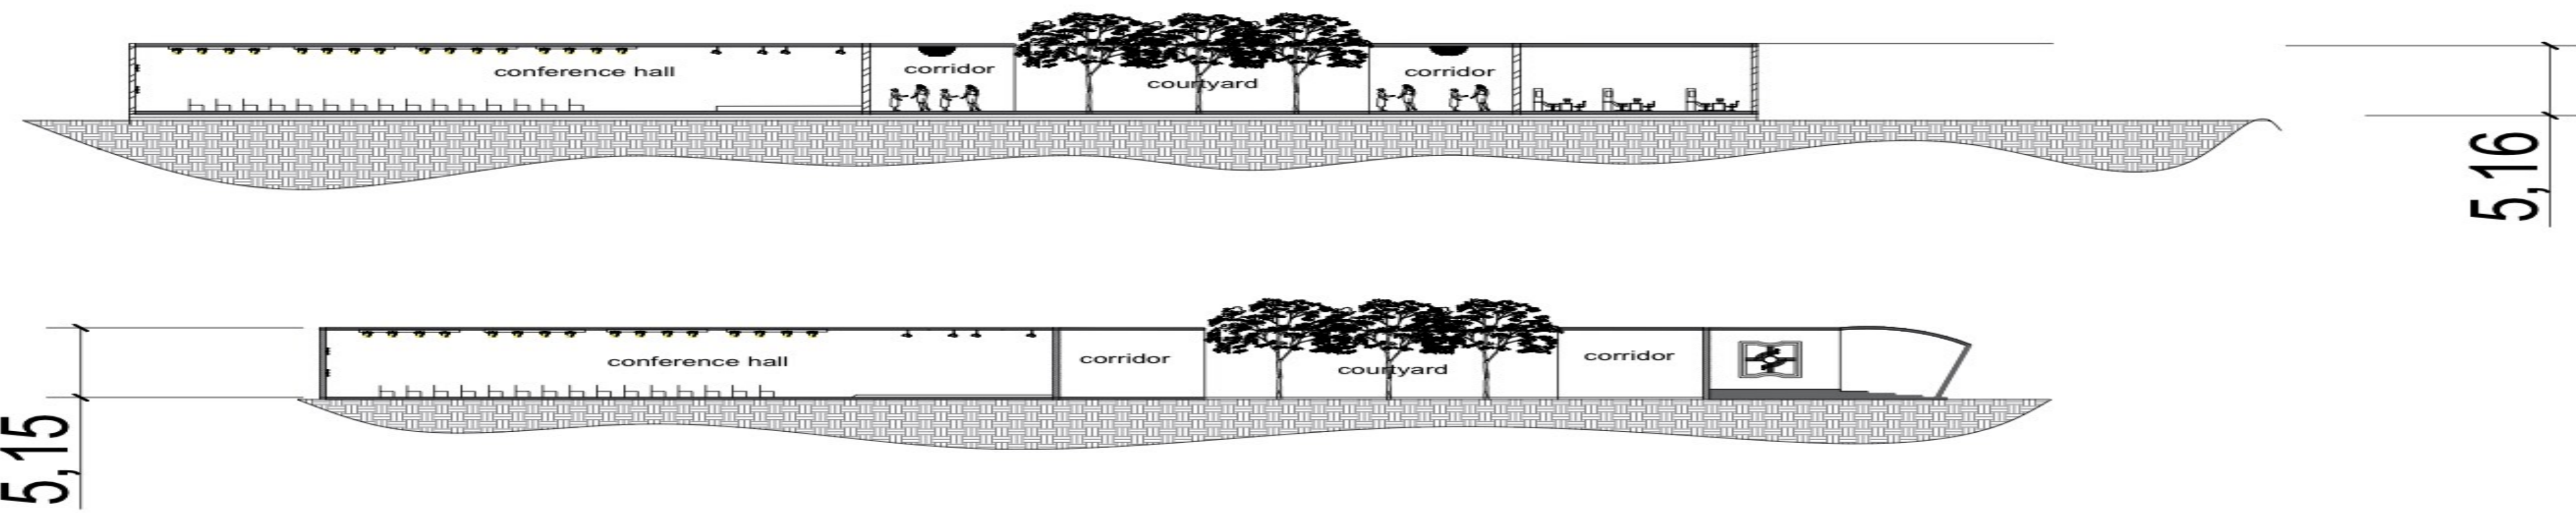 conference hall
corridor
courtyard
corridor
5,16
conference hall
corridor
courtyard
corridor
5,15